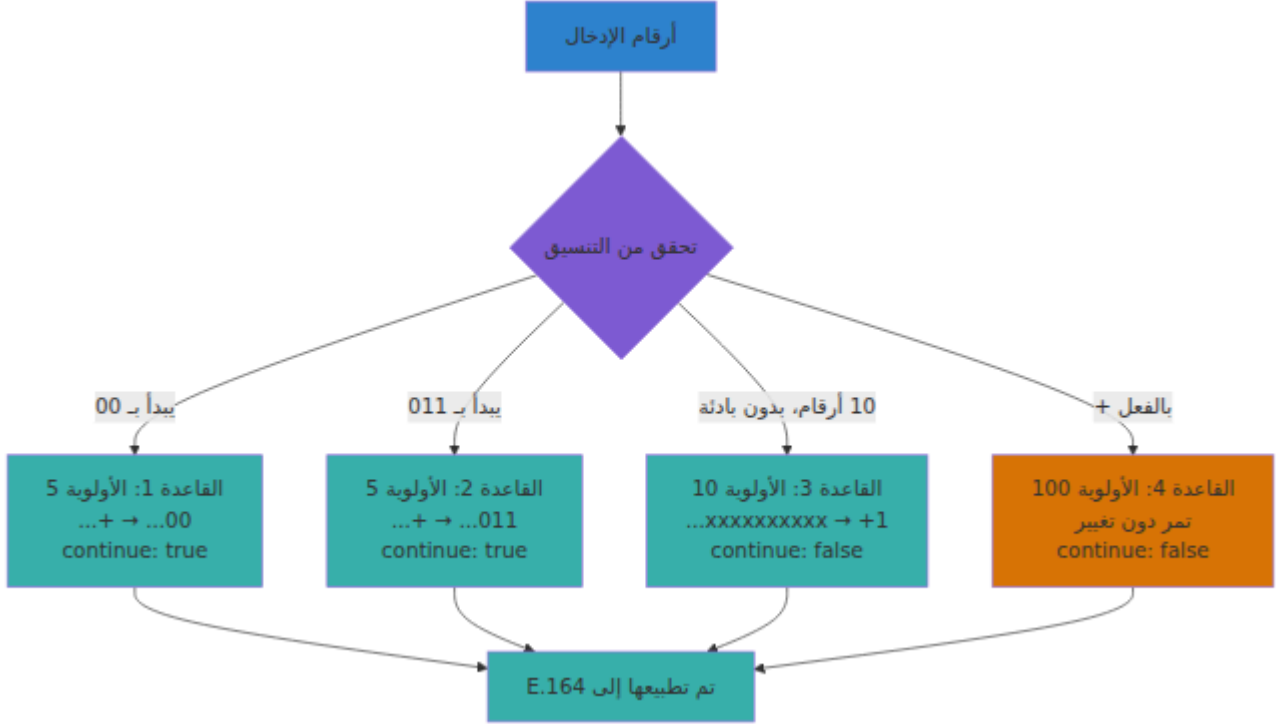 أرقام الإدخال
تحقق من التنسيق
يبدأ بـ 00
يبدأ بـ 011
10 أرقام، بدون بادئة
بالفعل +
القاعدة 1: الأولوية 5
00... → +...
continue: true
القاعدة 2: الأولوية 5
011... → +...
continue: true
القاعدة 3: الأولوية 10
xxxxxxxxxx → +1...
continue: false
القاعدة 4: الأولوية 100
تمر دون تغيير
continue: false
تم تطبيعها إلى E.164